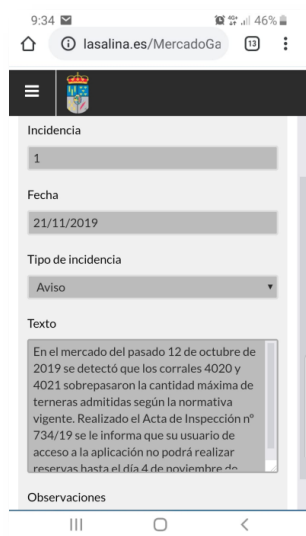 9:34
46%
lasalina.es/MercadoGa
13
Incidencia
1
Fecha
21/11/2019
Tipo de incidencia
Aviso
Texto
En el mercado del pasado 12 de octubre de
2019 se detectó que los corrales 4020 y
4021 sobrepasaron la cantidad máxima de
terneras admitidas según la normativa
vigente. Realizado el Acta de Inspección nº
734/19 se le informa que su usuario de
acceso a la aplicación no podrá realizar
reservas hasta el día 4 de noviembre de
Observaciones